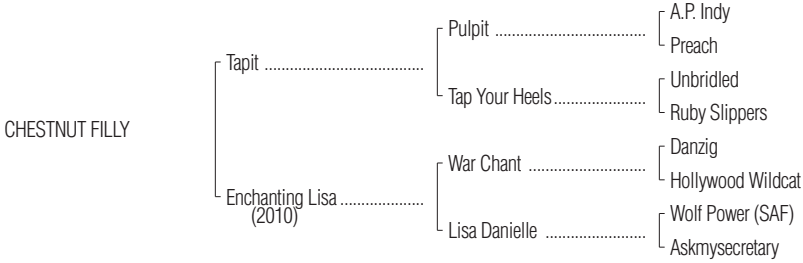 A.P. Indy
Pulpit ....................................
Preach
Tapit ......................................
Unbridled
Tap Your Heels......................
Ruby Slippers
CHESTNUT FILLY
Danzig
War Chant ............................
Hollywood Wildcat
Enchanting Lisa ....................
(2010)
Wolf Power (SAF)
Lisa Danielle ........................
Askmysecretary